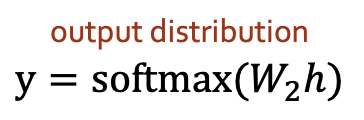 output distribution
y = softmax(W₂h)